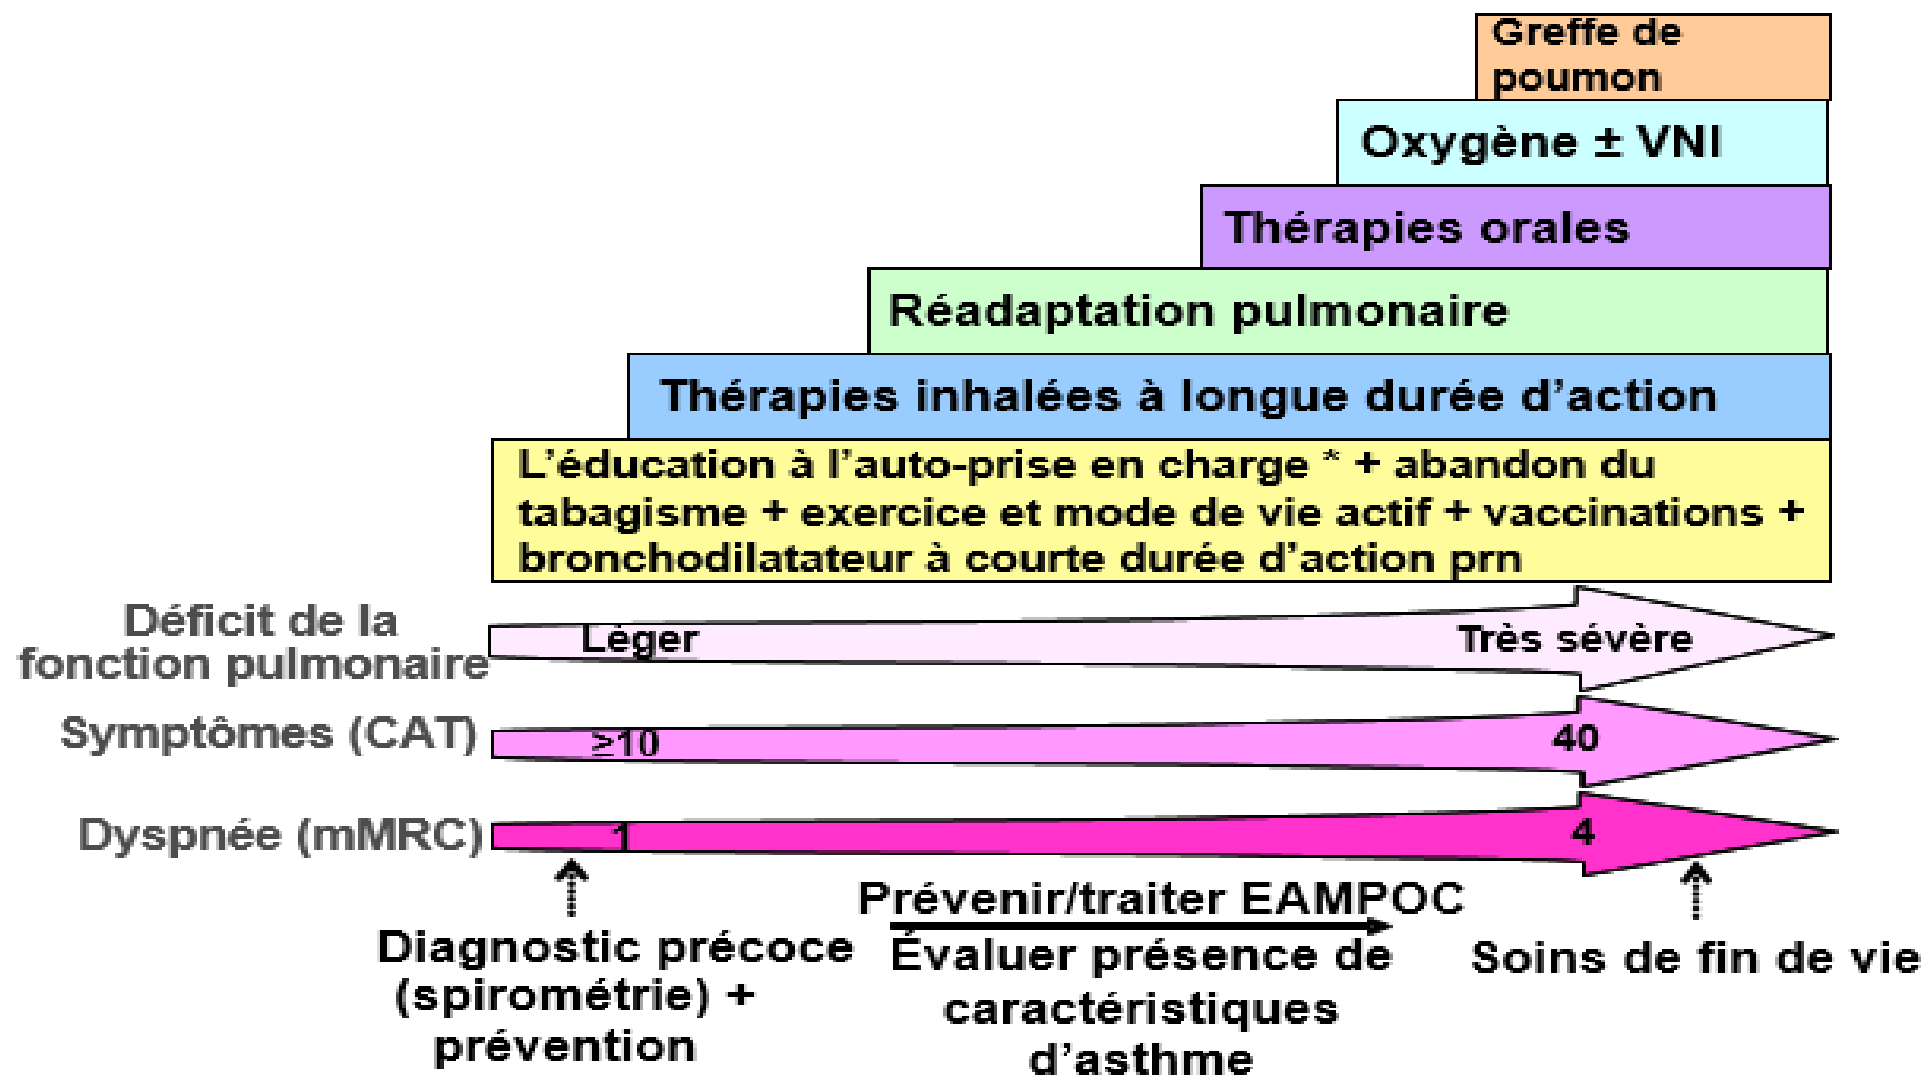 Greffe de
poumon
Oxygène ± VNI
Thérapies orales
Réadaptation pulmonaire
Thérapies inhalées à longue durée d’action
L’éducation à l’auto-prise en charge * + abandon du
tabagisme + exercice et mode de vie actif + vaccinations +
bronchodilatateur à courte durée d’action prn
Déficit de la
fonction pulmonaire
Léger
Très sévère
Symptômes (CAT)
≥10
40
Dyspnée (mMRC)
1
4
Diagnostic précoce
(spirométrie) +
prévention
Prévenir/traiter EAMPOC
Évaluer présence de
caractéristiques
d’asthme
Soins de fin de vie